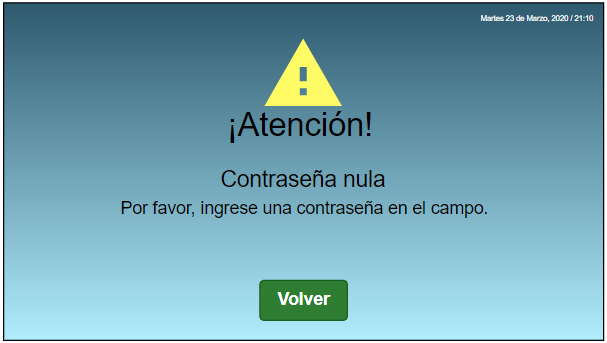 Martes 23 de Marzo, 2020 / 21:10
¡Atención!
Contraseña nula
Por favor, ingrese una contraseña en el campo.
Volver